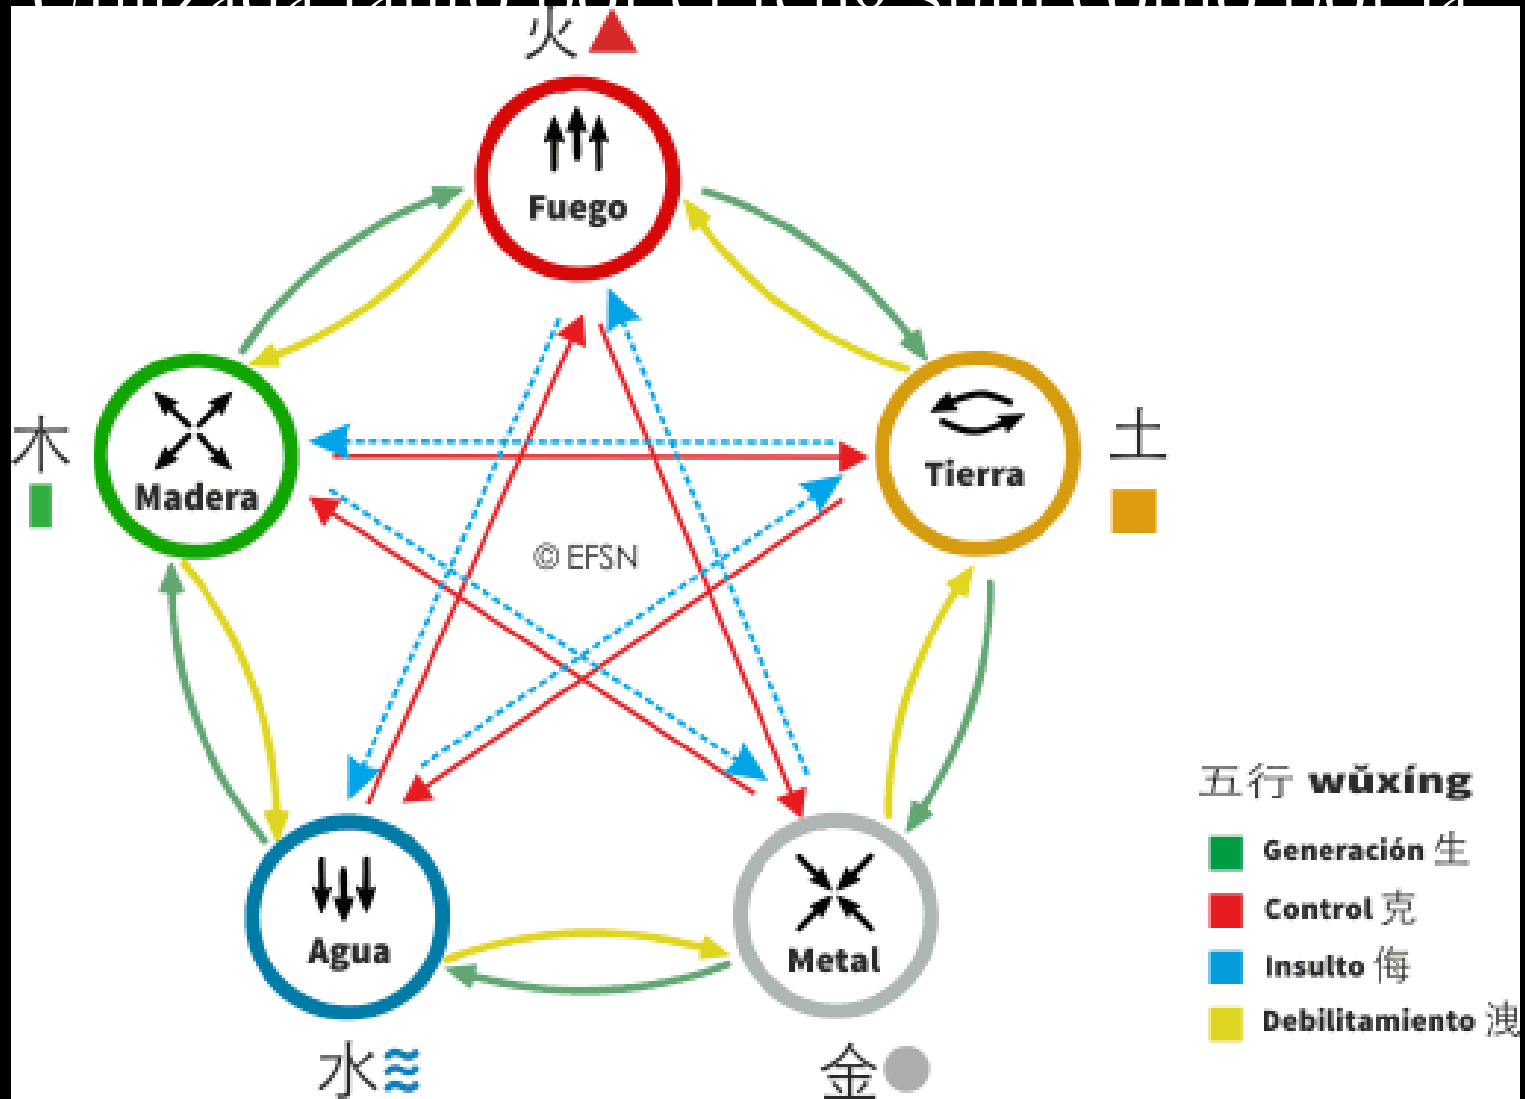 火
Fuego
木
Madera
Tierra
土
© EFSN
Agua
水
Metal
金
五行 wǔxíng
Generación 生
Control 克
Insulto 侮
Debilitamiento 洩